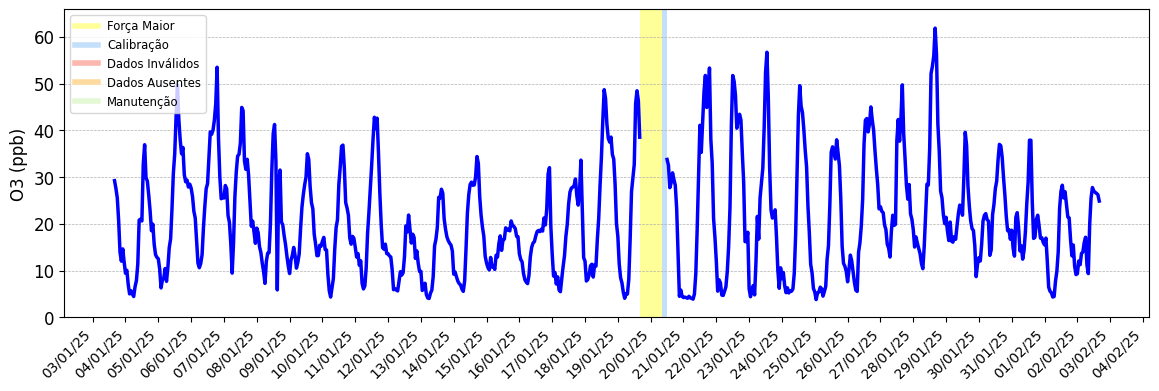 Força Maior
Calibração
Dados Inválidos
Dados Ausentes
Manutenção
O3 (ppb)
60
50
40
30
20
10
0
03/01/25 04/01/25 05/01/25 06/01/25 07/01/25 08/01/25 09/01/25 10/01/25 11/01/25 12/01/25 13/01/25 14/01/25 15/01/25 16/01/25 17/01/25 18/01/25 19/01/25 20/01/25 21/01/25 22/01/25 23/01/25 24/01/25 25/01/25 26/01/25 27/01/25 28/01/25 29/01/25 30/01/25 31/01/25 01/02/25 02/02/25 03/02/25 04/02/25